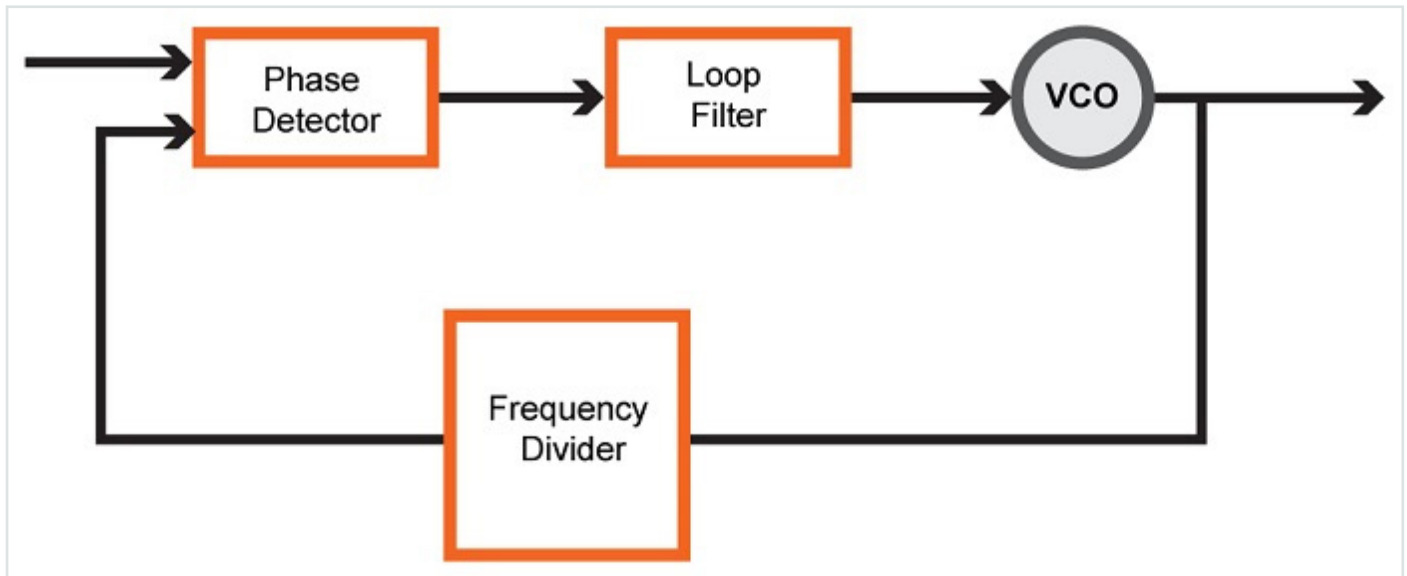 Phase
Detector
Loop
Filter
VCO
Frequency
Divider